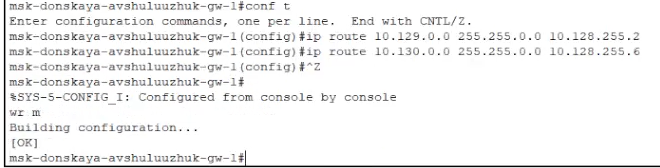 msk-donskaya-avshuluuzhuk-gw-1#conf t
Enter configuration commands, one per line.  End with CNTL/Z.
msk-donskaya-avshuluuzhuk-gw-1(config)#ip route 10.129.0.0 255.255.0.0 10.128.255.2
msk-donskaya-avshuluuzhuk-gw-1(config)#ip route 10.130.0.0 255.255.0.0 10.128.255.6
msk-donskaya-avshuluuzhuk-gw-1(config)#^Z
msk-donskaya-avshuluuzhuk-gw-1#
%SYS-5-CONFIG_I: Configured from console by console
wr m
Building configuration...
[OK]
msk-donskaya-avshuluuzhuk-gw-1#